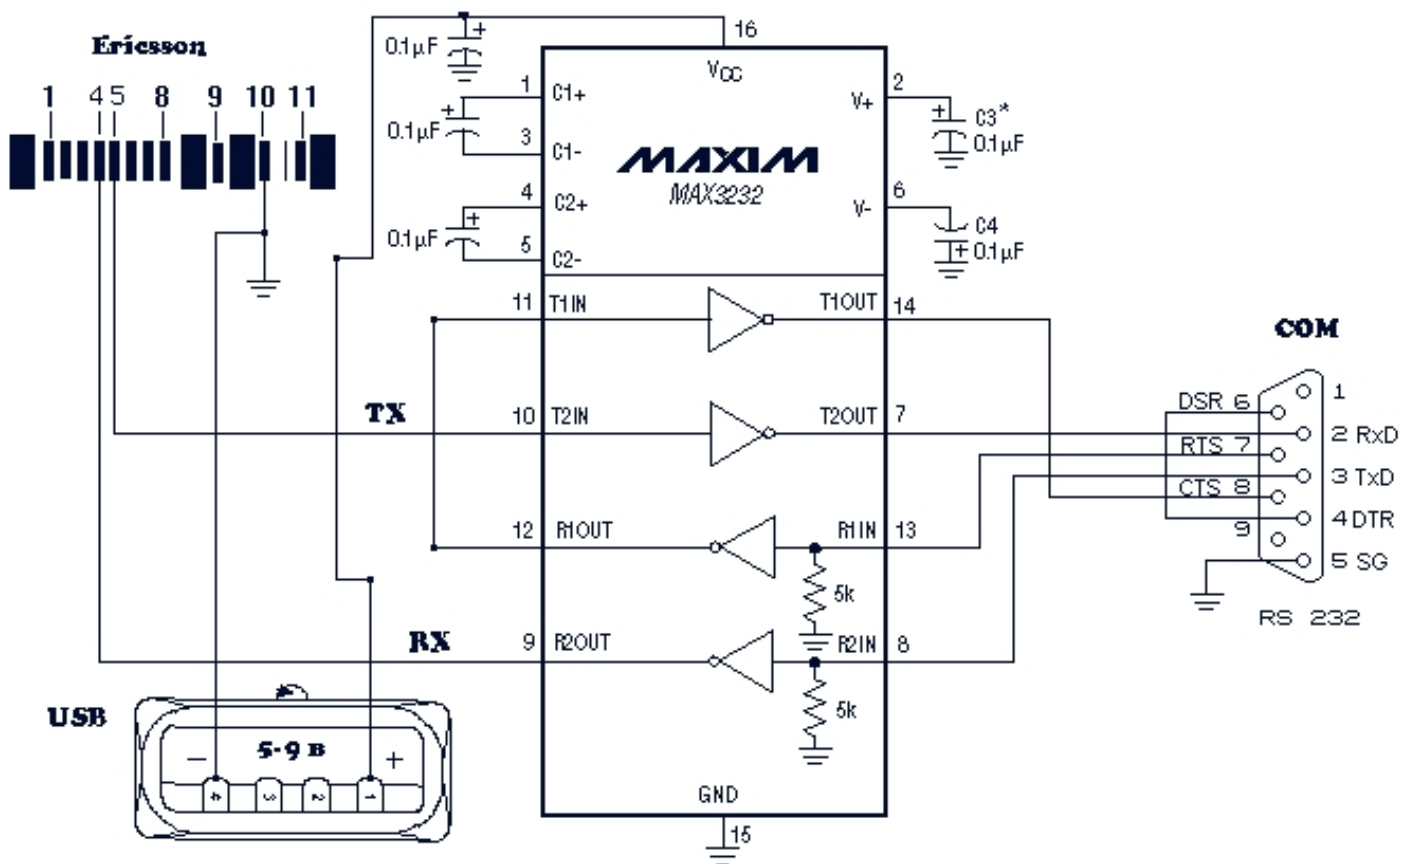 Ericsson
1 4 5 8 9 10 11
0.1µF
16
VCC
1 C1+
0.1µF
3 C1-
4 C2+
0.1µF
5 C2-
2 V+
C3*
0.1µF
6 V-
C4
0.1µF
MAXIM
MAX3232
11 T1IN T1OUT 14
TX
10 T2IN T2OUT 7
12 R1OUT R1IN 13
5k
RX
9 R2OUT R2IN 8
5k
GND
15
COM
1
DSR 6
2 RxD
RTS 7
3 TxD
CTS 8
4 DTR
9
5 SG
RS 232
USB
5-9 В
- +
4 3 2 1